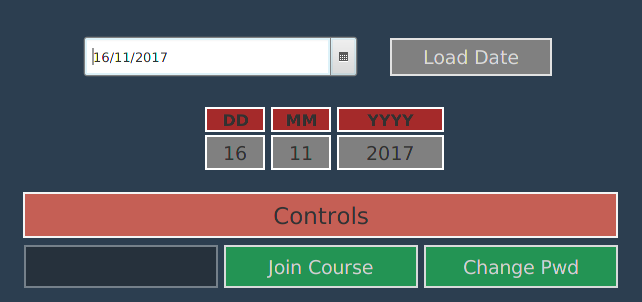 16/11/2017 Load Date
DD MM YYYY
16 11 2017
Controls
Join Course Change Pwd